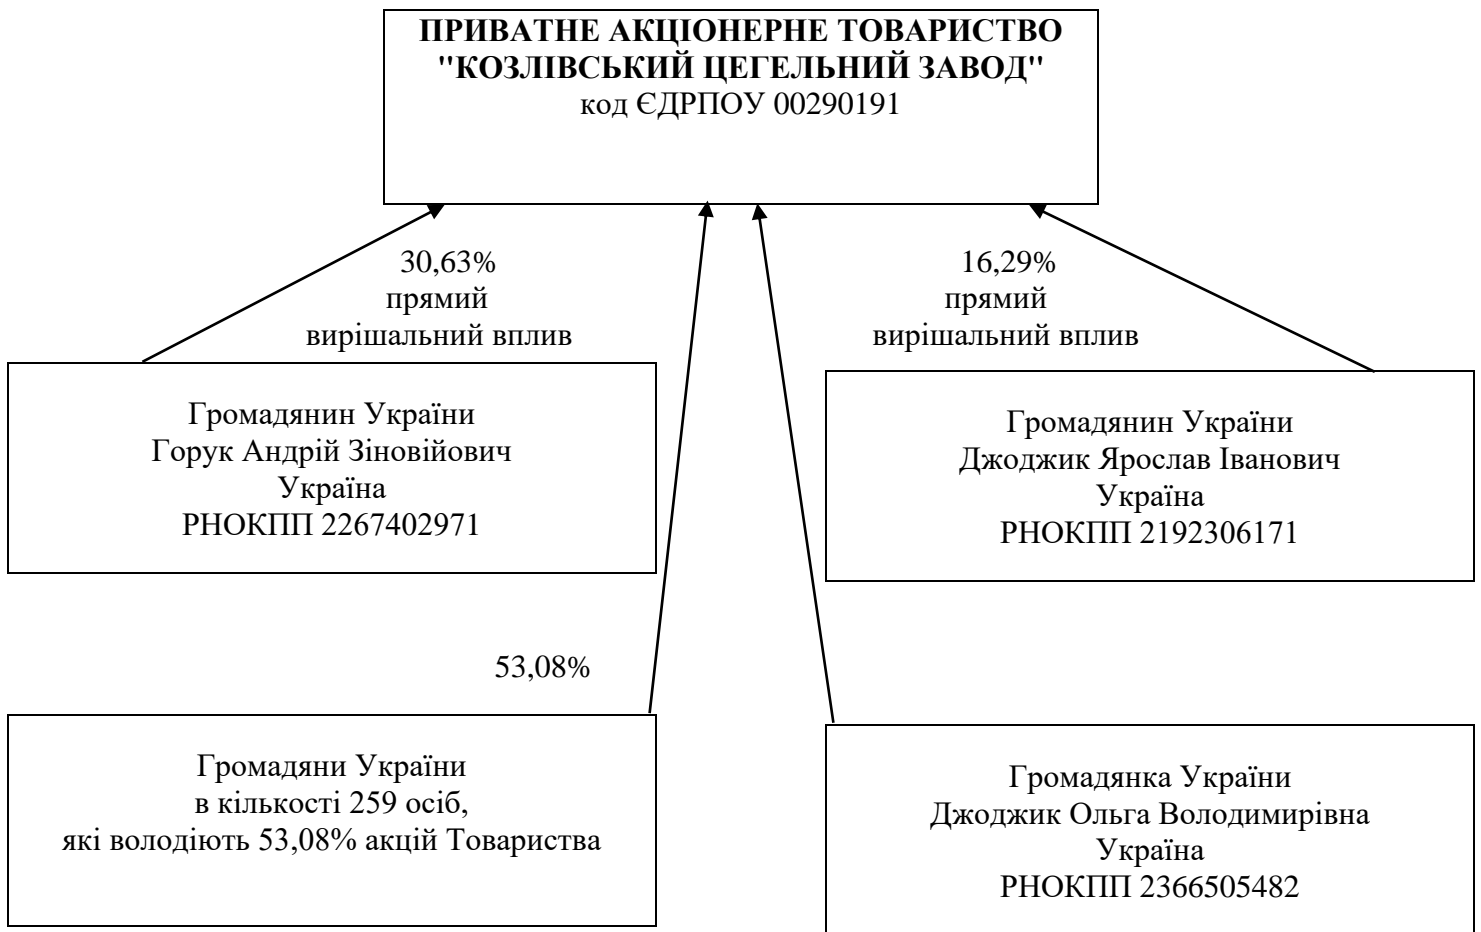 ПРИВАТНЕ АКЦІОНЕРНЕ ТОВАРИСТВО
"КОЗЛІВСЬКИЙ ЦЕГЕЛЬНИЙ ЗАВОД"
код ЄДРПОУ 00290191
30,63%
прямий
вирішальний вплив
16,29%
прямий
вирішальний вплив
Громадянин України
Горук Андрій Зіновійович
Україна
РНОКПП 2267402971
Громадянин України
Джоджик Ярослав Іванович
Україна
РНОКПП 2192306171
53,08%
Громадяни України
в кількості 259 осіб,
які володіють 53,08% акцій Товариства
Громадянка України
Джоджик Ольга Володимирівна
Україна
РНОКПП 2366505482